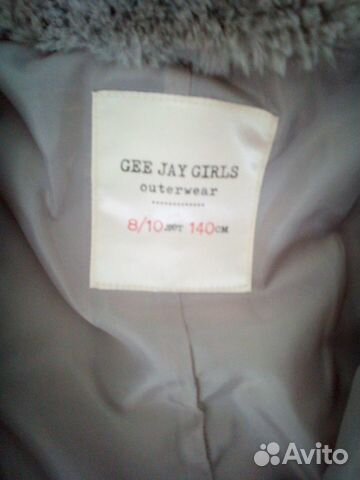 GEE JAY GIRLS
outerwear
8/10 лет 140см
Avito